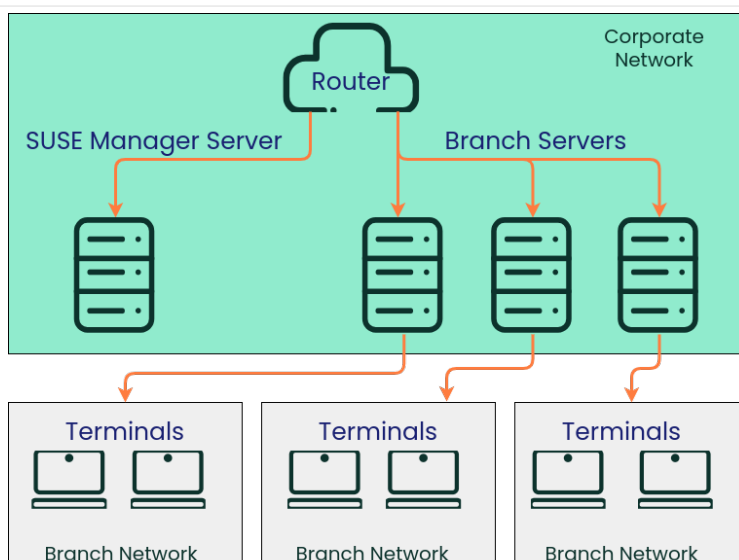 Corporate
Network
Router
SUSE Manager Server
Branch Servers
Terminals
Terminals
Terminals
Branch Network
Branch Network
Branch Network